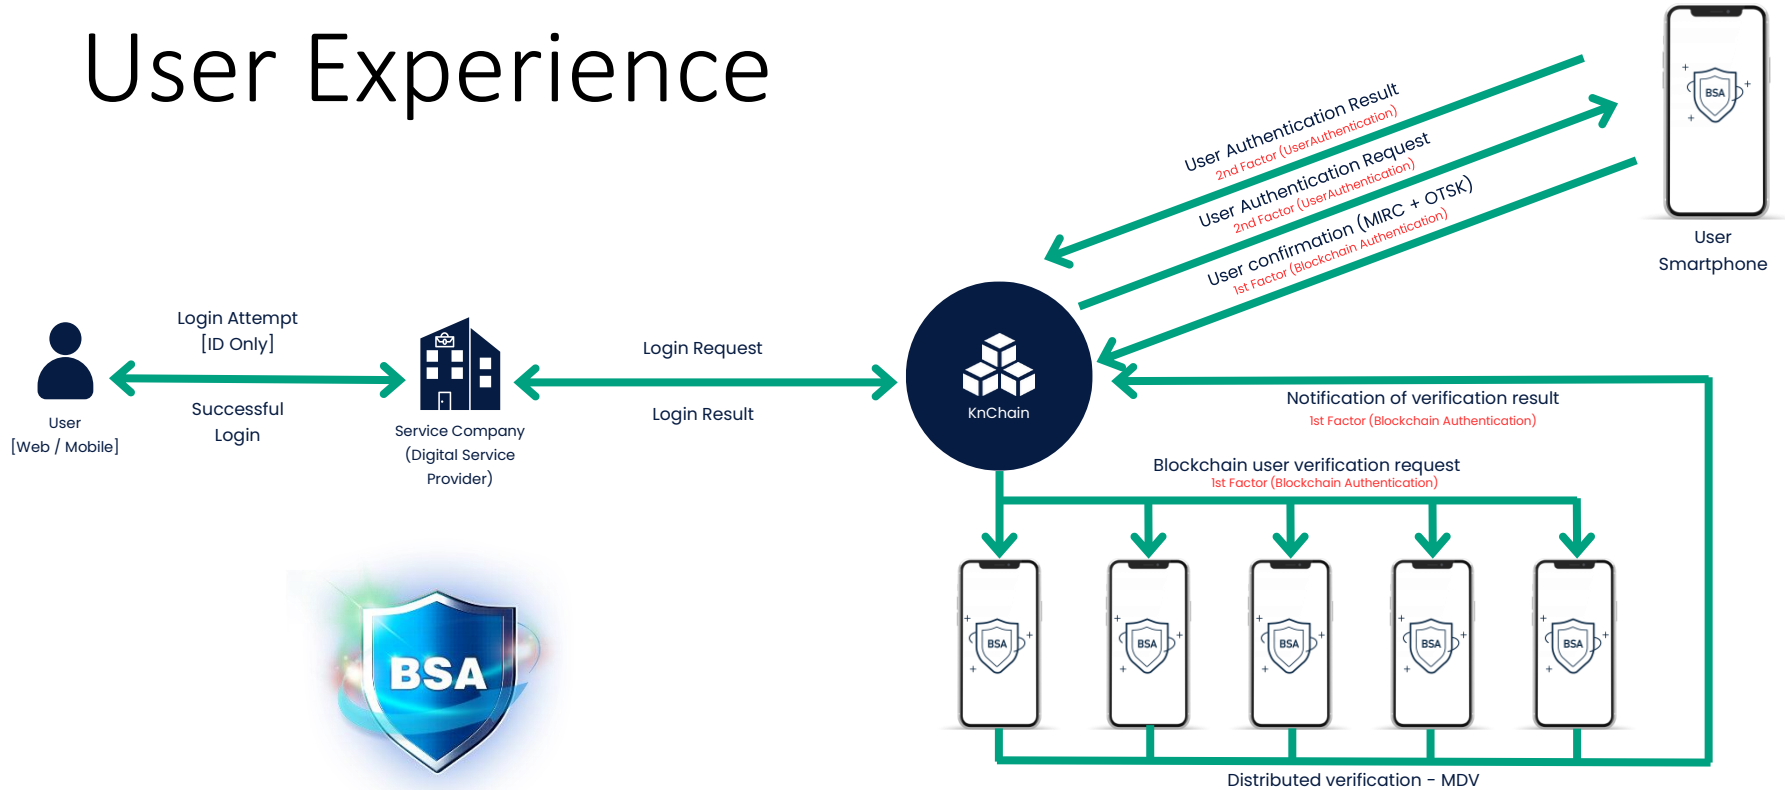 User Experience
User Authentication Result
2nd Factor (UserAuthentication)
User Authentication Request
2nd Factor (UserAuthentication)
User confirmation (MIRC + OTSK)
1st Factor (Blockchain Authentication)
BSA
User
Smartphone
Login Attempt
[ID Only]
Successful
Login
User
[Web / Mobile]
Service Company
(Digital Service
Provider)
Login Request
Login Result
KnChain
Notification of verification result
1st Factor (Blockchain Authentication)
Blockchain user verification request
1st Factor (Blockchain Authentication)
BSA
BSA
BSA
BSA
BSA
BSA
Distributed verification - MDV